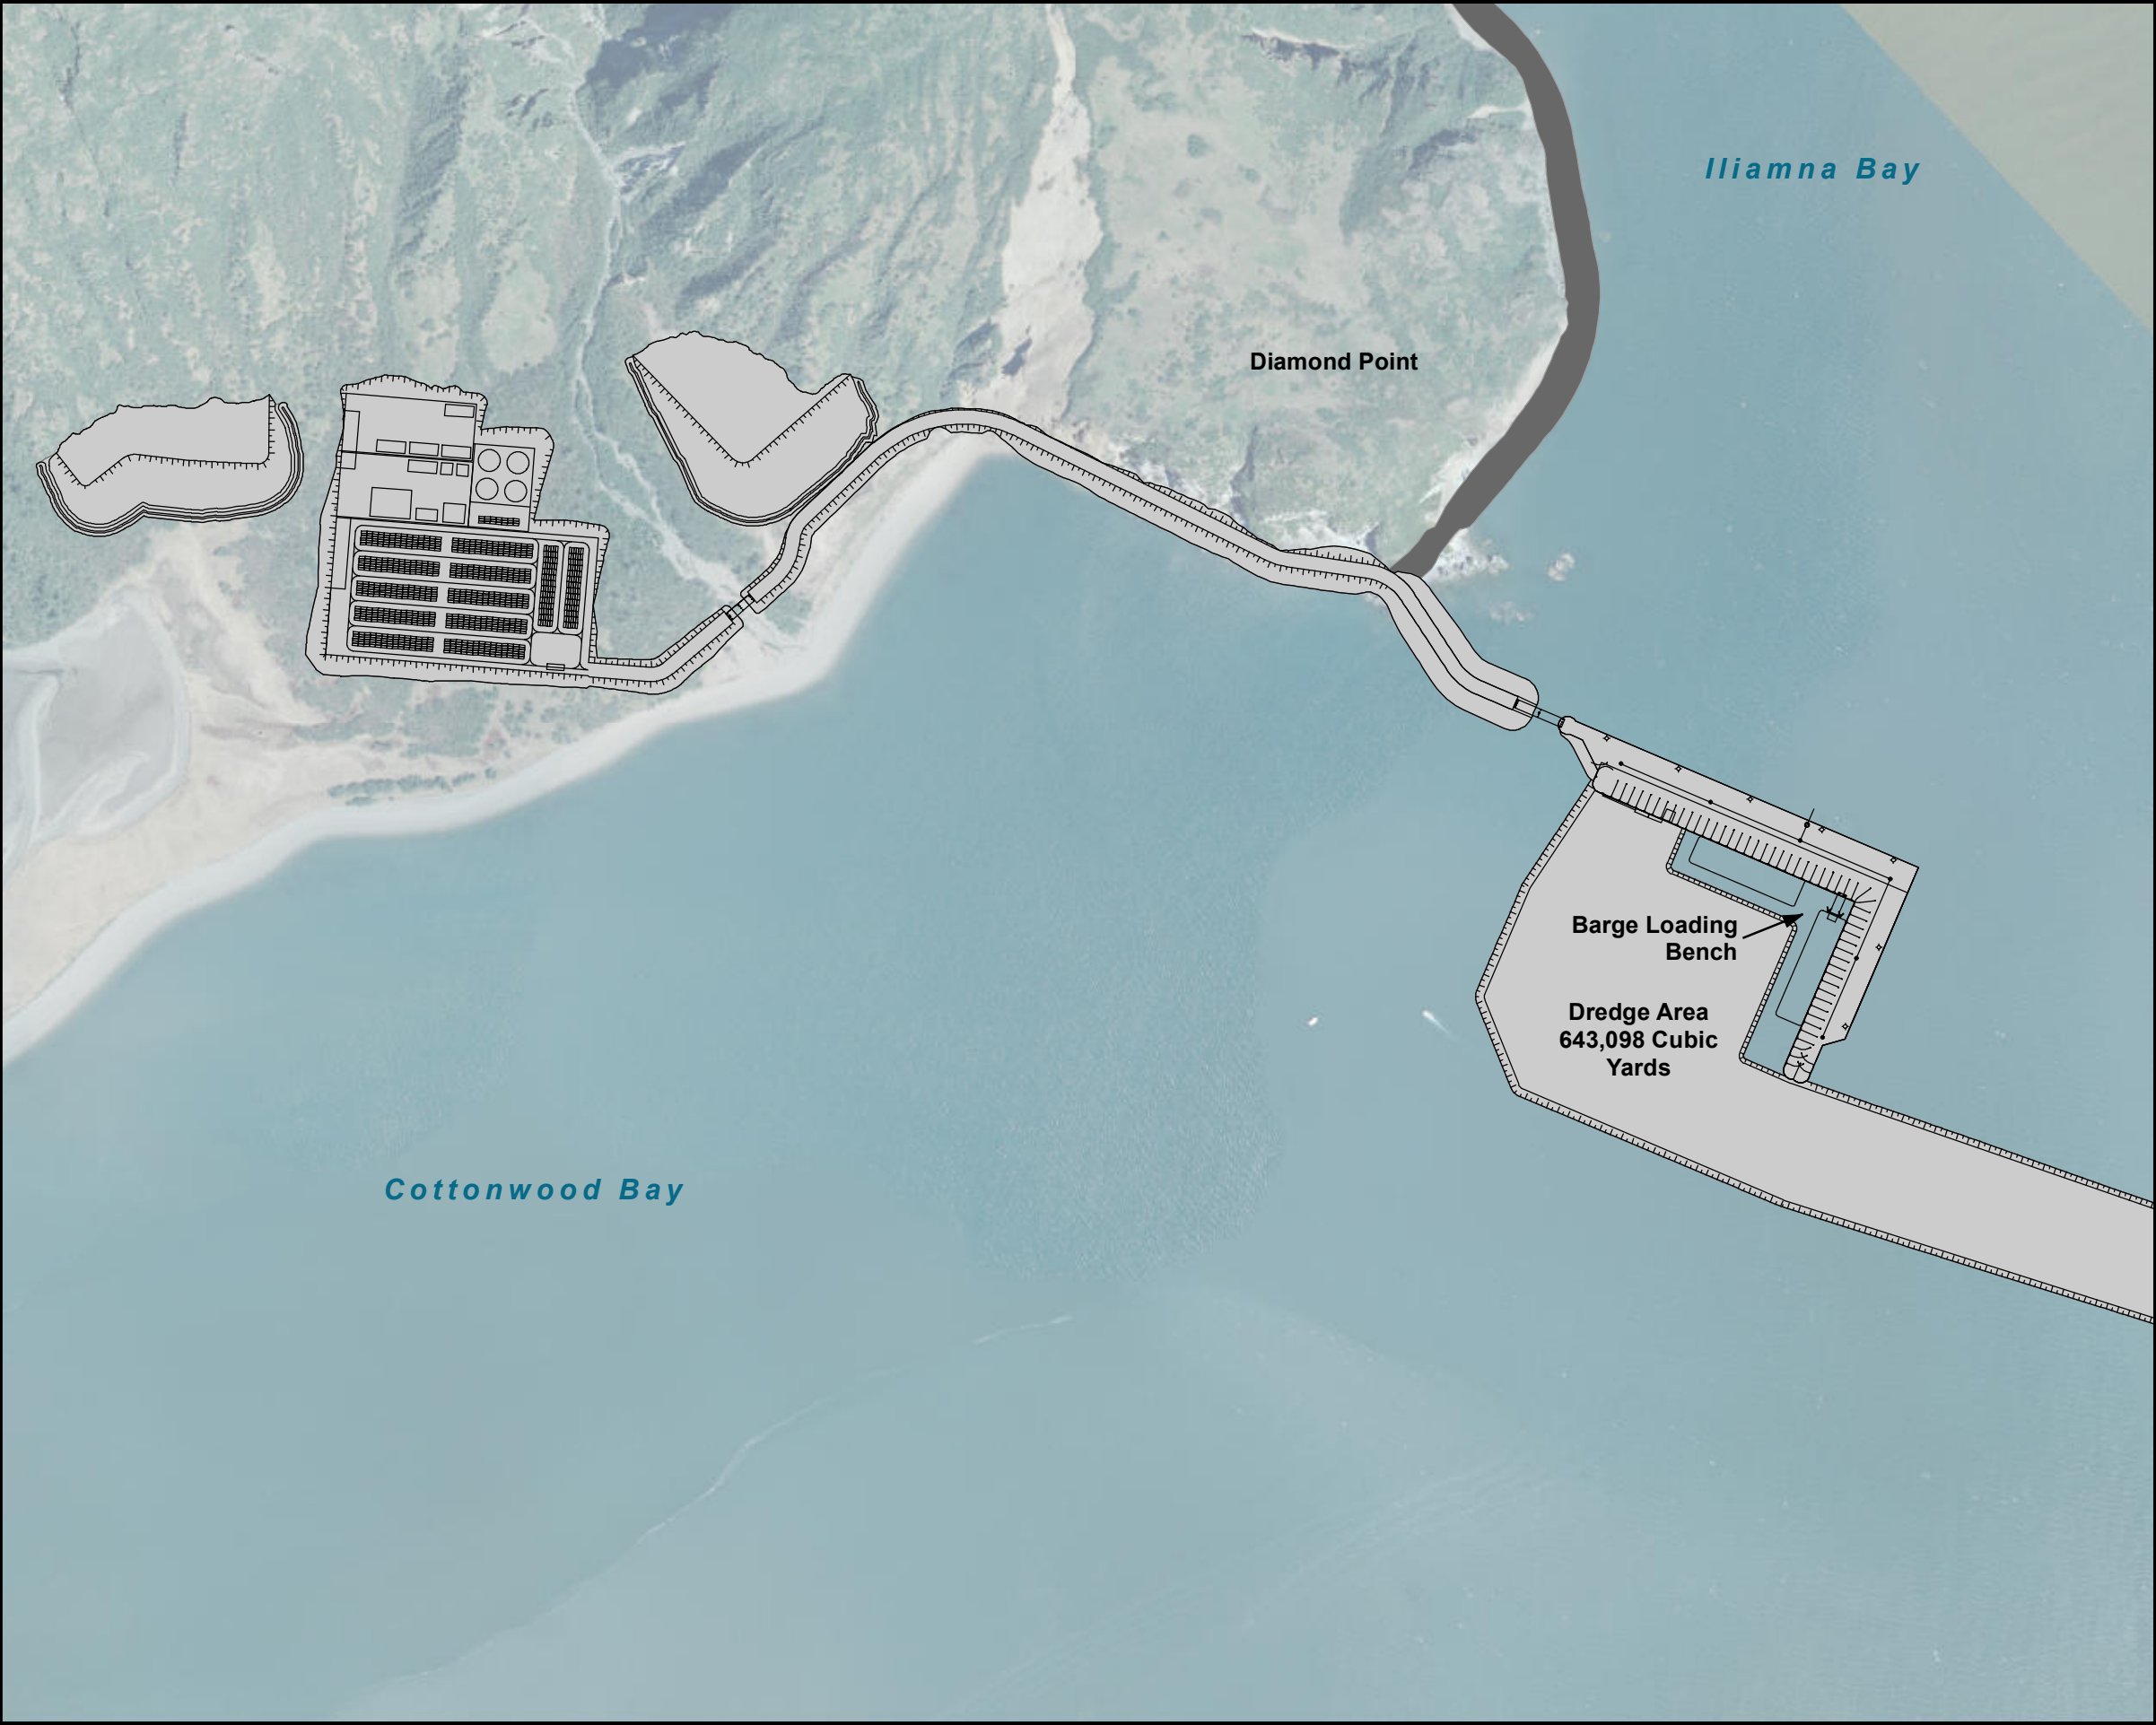 Iliamna Bay
Diamond Point
Barge Loading
Bench
Dredge Area
643,098 Cubic
Yards
Cottonwood Bay